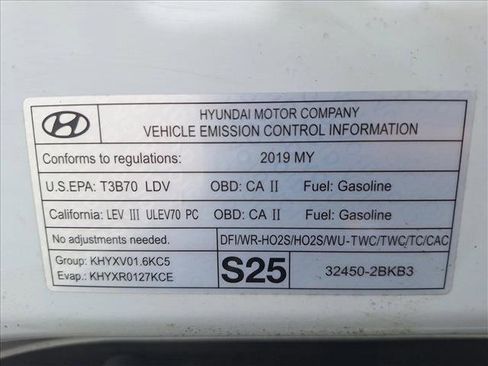 HYUNDAI MOTOR COMPANY
VEHICLE EMISSION CONTROL INFORMATION
Conforms to regulations: 2019 MY
U.S.EPA: T3B70 LDV OBD: CA II Fuel: Gasoline
California: LEV III ULEV70 PC OBD: CA II Fuel: Gasoline
No adjustments needed. DFI/WR-HO2S/HO2S/WU-TWC/TWC/TC/CAC
Group: KHYXV01.6KC5
Evap.: KHYXR0127KCE
S25
32450-2BKB3